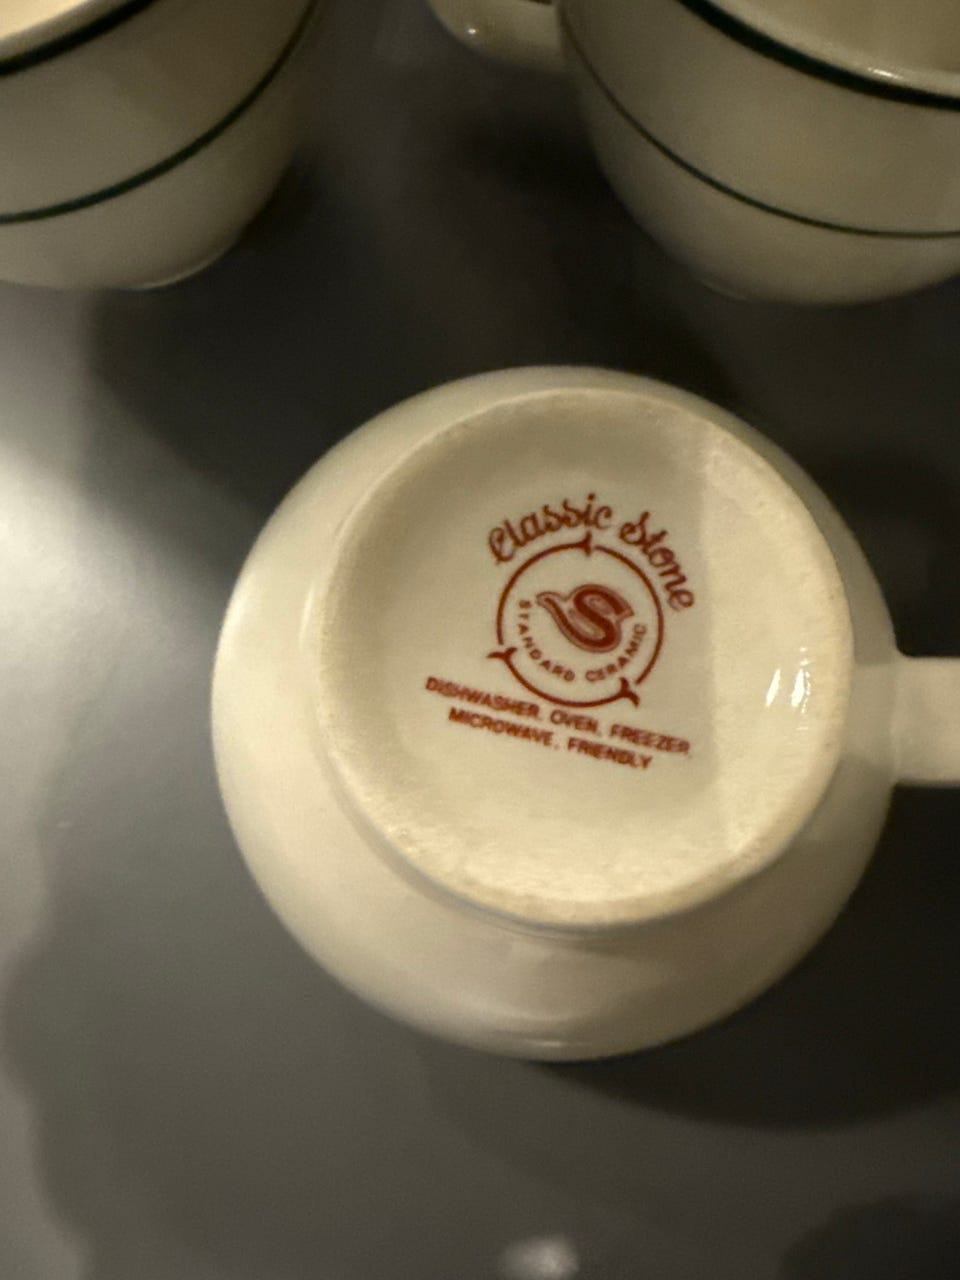 Classic Stone
S
STANDARD CERAMIC
DISHWASHER, OVEN, FREEZER,
MICROWAVE, FRIENDLY